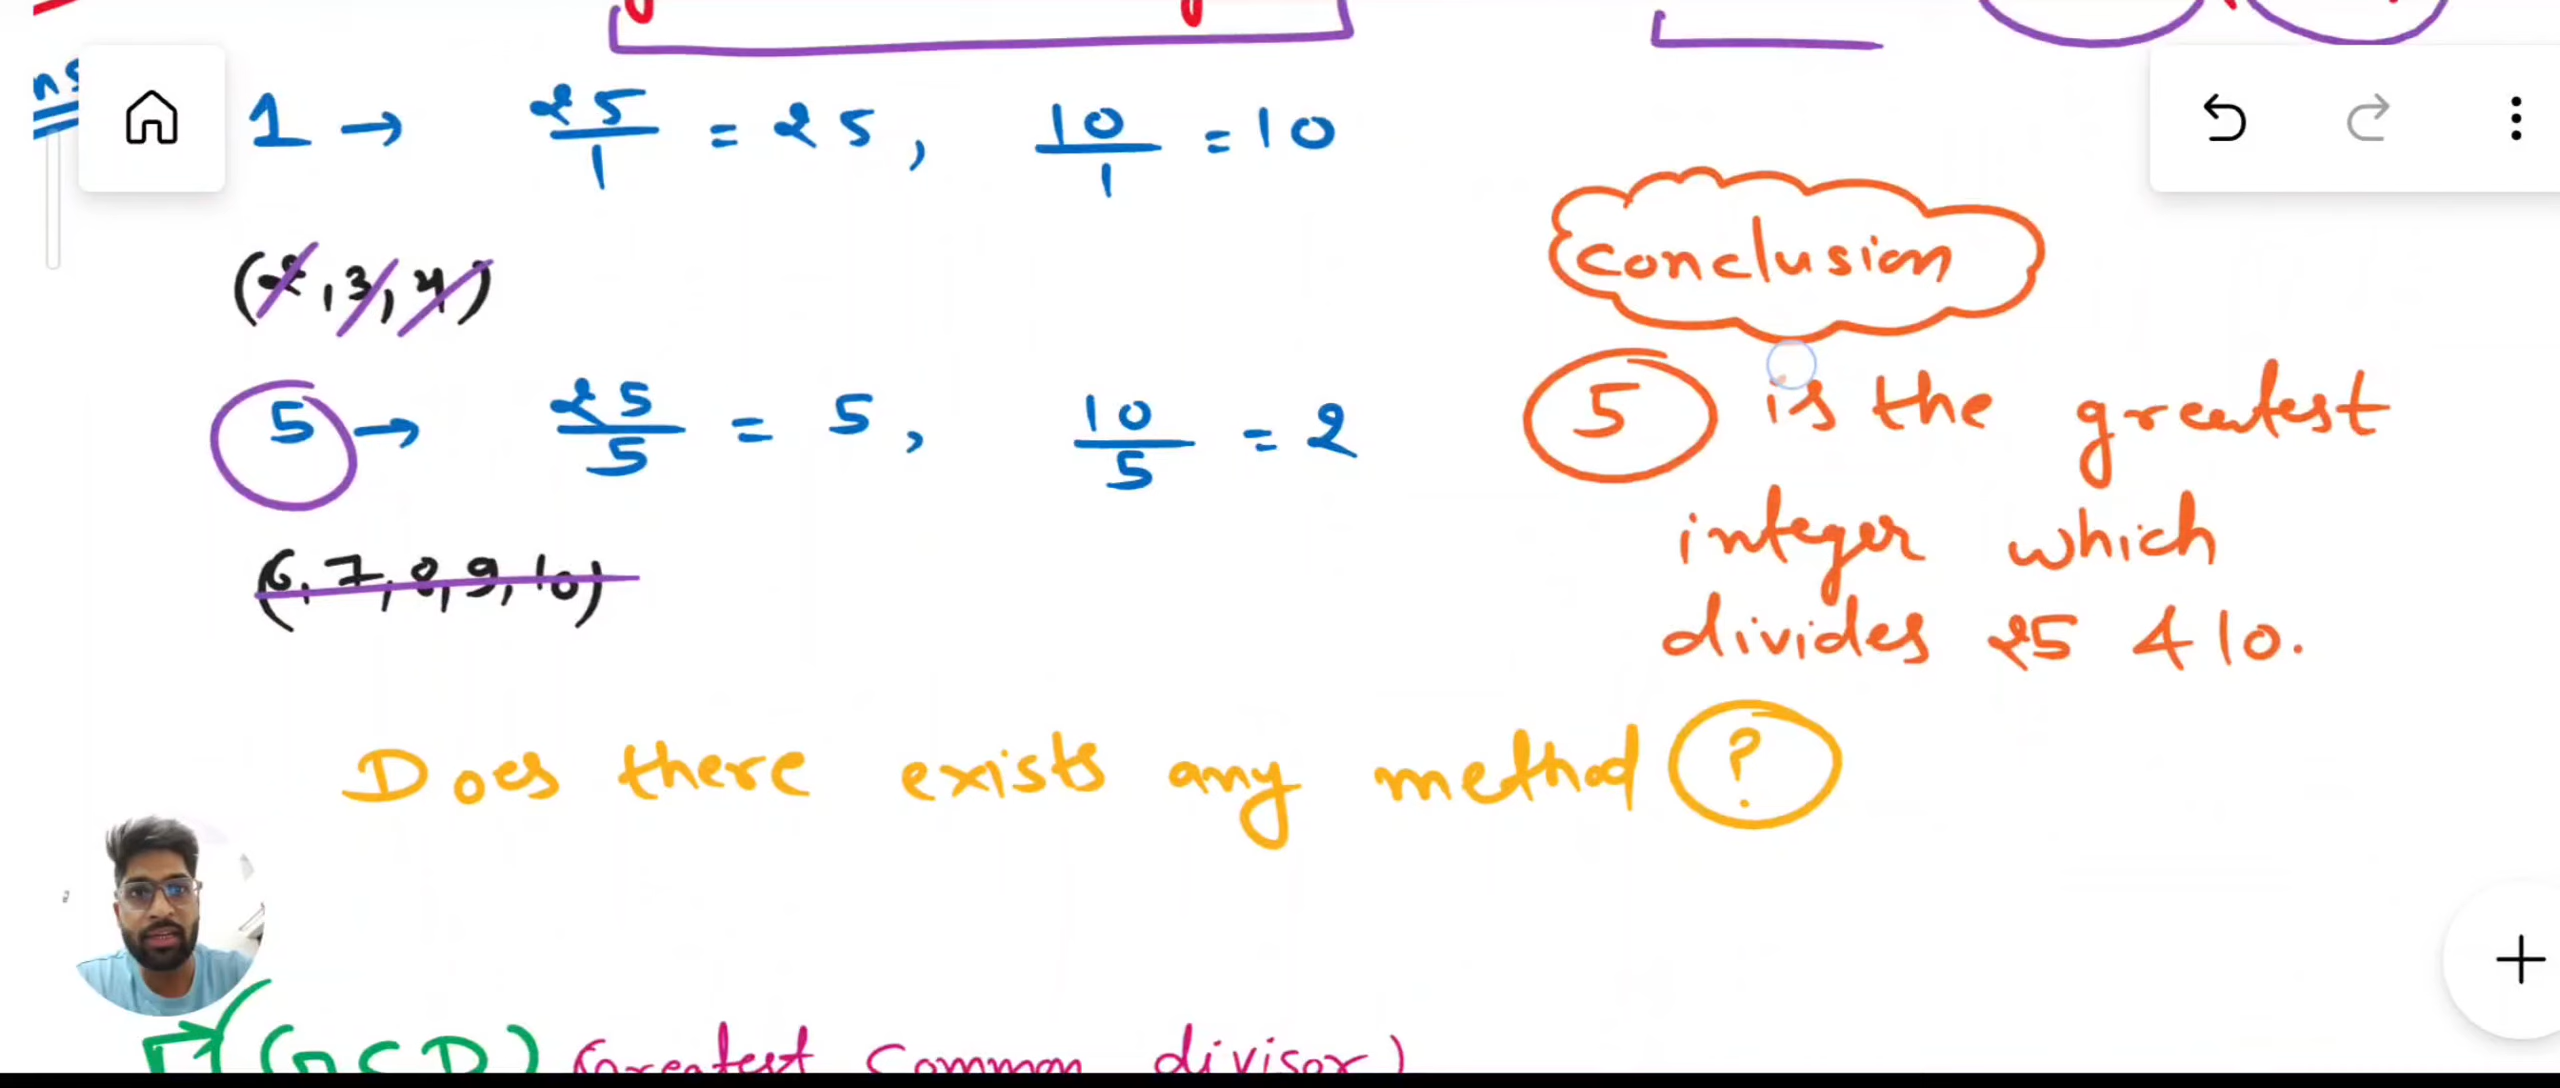 ns
1 → 25/1 = 25, 10/1 = 10
conclusion
(2, 3, 4)
5 → 25/5 = 5, 10/5 = 2
5 is the greatest
integer which
divides 25 & 10.
(6, 7, 8, 9, 10)
Does there exists any method ?
(GCD) (Greatest common divisor)